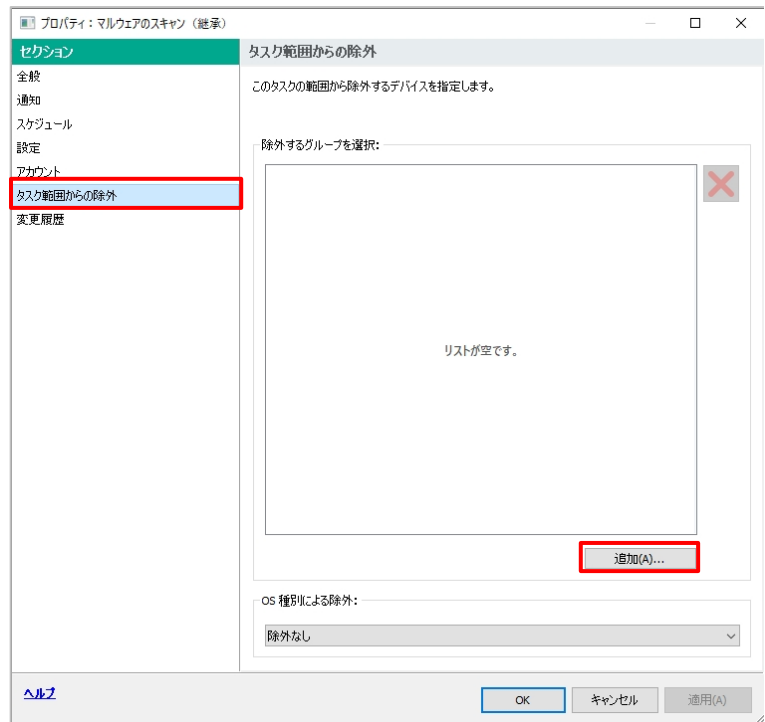 プロパティ：マルウェアのスキャン（継承）
セクション
全般
通知
スケジュール
設定
アカウント
タスク範囲からの除外
変更履歴
タスク範囲からの除外
このタスクの範囲から除外するデバイスを指定します。
除外するグループを選択:
リストが空です。
追加(A)...
OS 種別による除外:
除外なし
ヘルプ
OK
キャンセル
適用(A)